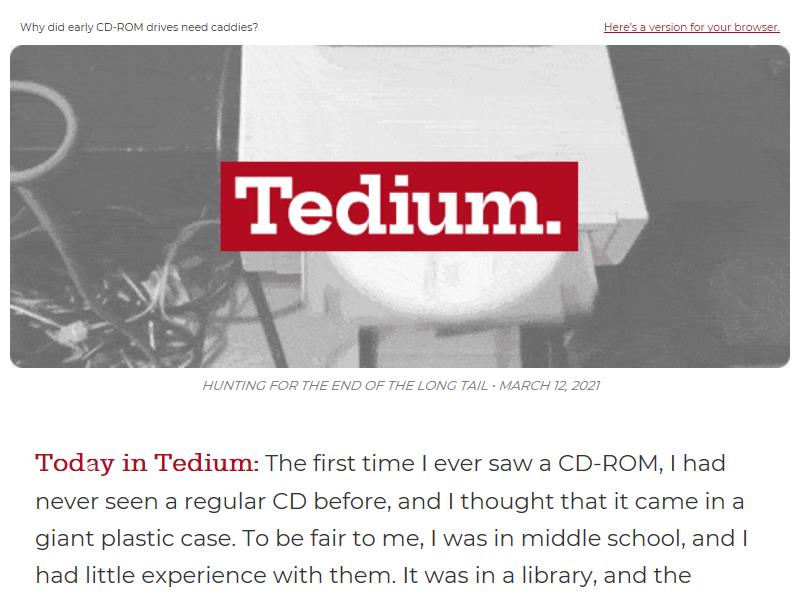 Why did early CD-ROM drives need caddies?
Here's a version for your browser.
Tedium.
HUNTING FOR THE END OF THE LONG TAIL • MARCH 12, 2021
Today in Tedium: The first time I ever saw a CD-ROM, I had
never seen a regular CD before, and I thought that it came in a
giant plastic case. To be fair to me, I was in middle school, and I
had little experience with them. It was in a library, and the